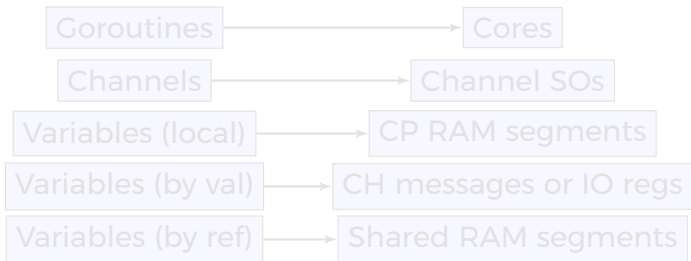 Goroutines Cores
Channels Channel SOs
Variables (local) CP RAM segments
Variables (by val) CH messages or IO regs
Variables (by ref) Shared RAM segments